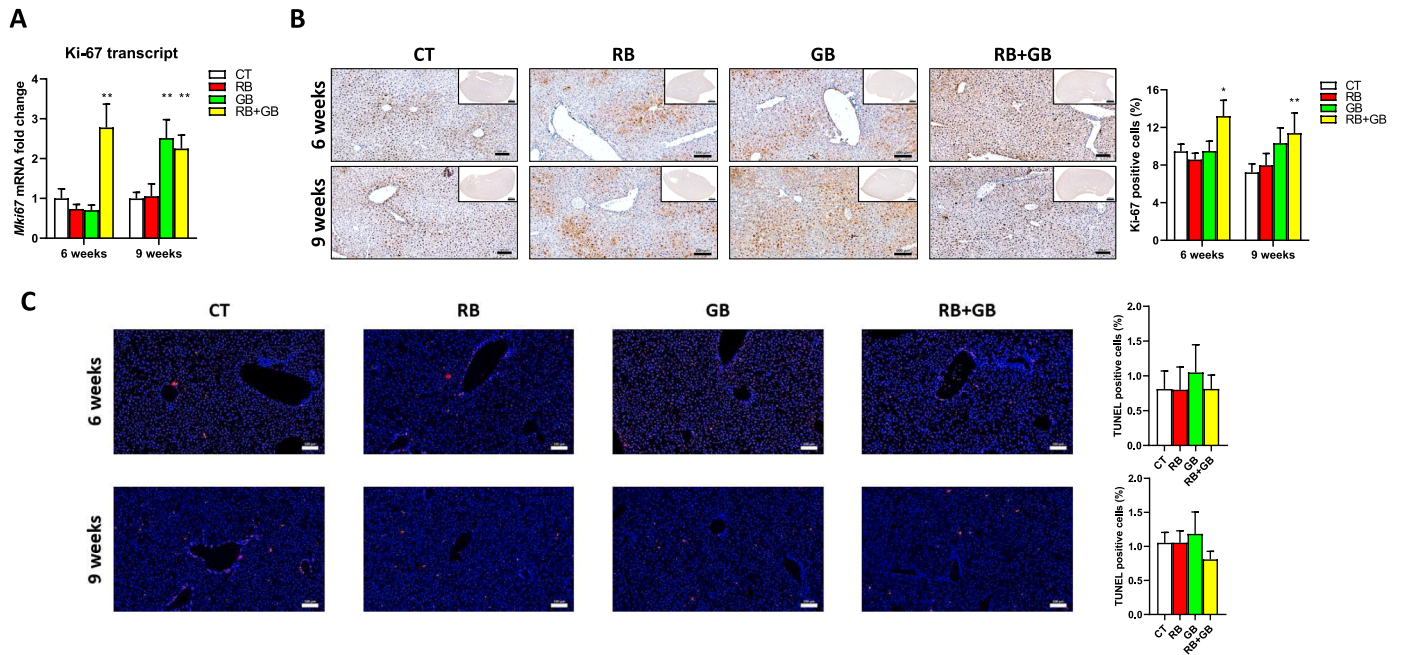 A
Ki-67 transcript
Mki67 mRNA fold change
4
3
2
1
0
**
**
**
6 weeks
9 weeks
CT
RB
GB
RB+GB
B
CT
RB
GB
RB+GB
6 weeks
9 weeks
Ki-67 positive cells (%)
16
12
8
4
0
*
**
6 weeks
9 weeks
CT
RB
GB
RB+GB
C
CT
RB
GB
RB+GB
6 weeks
9 weeks
TUNEL positive cells (%)
2.0
1.5
1.0
0.5
0.0
CT
RB
GB
RB+GB
TUNEL positive cells (%)
2.0
1.5
1.0
0.5
0.0
CT
RB
GB
RB+GB